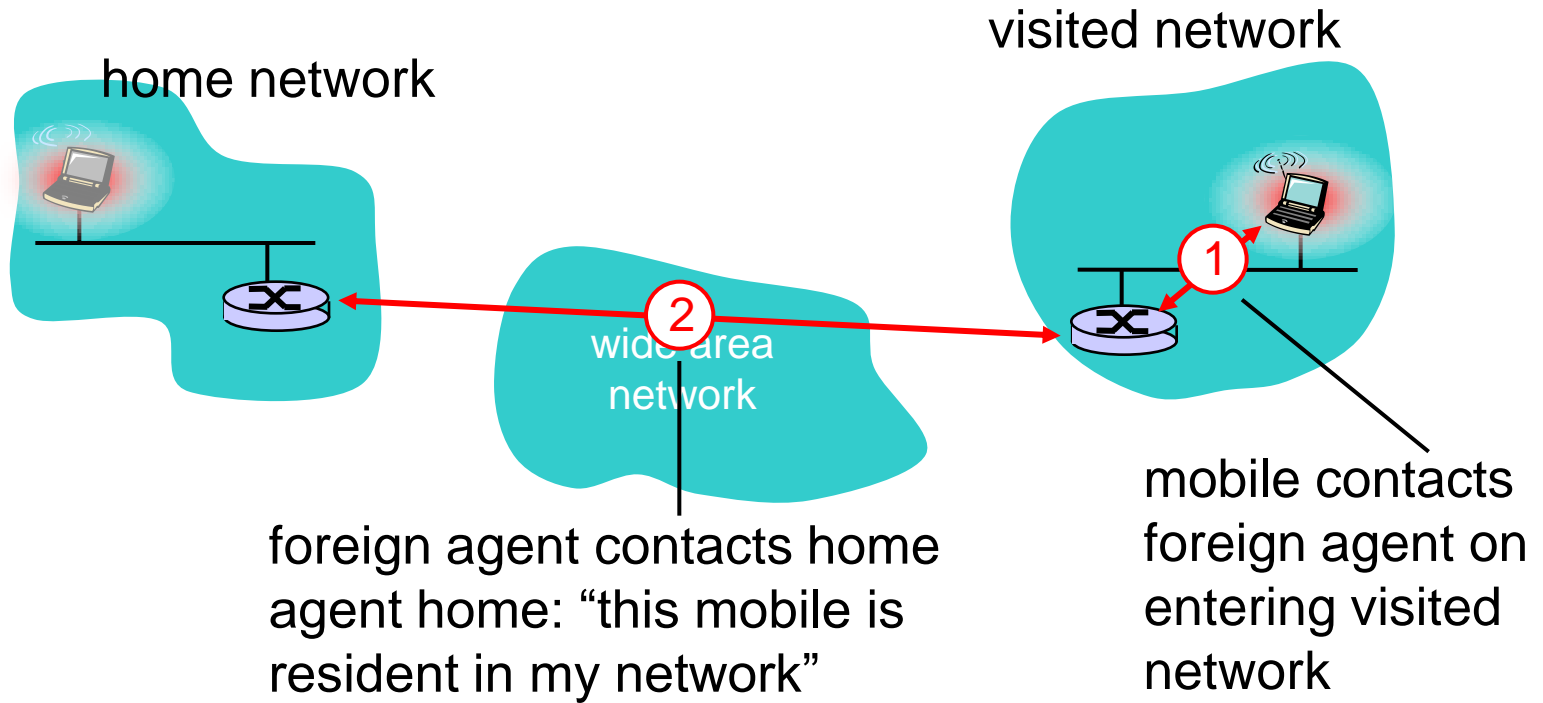 visited network
home network
1
2
wide area
network
mobile contacts
foreign agent on
entering visited
network
foreign agent contacts home
agent home: “this mobile is
resident in my network”